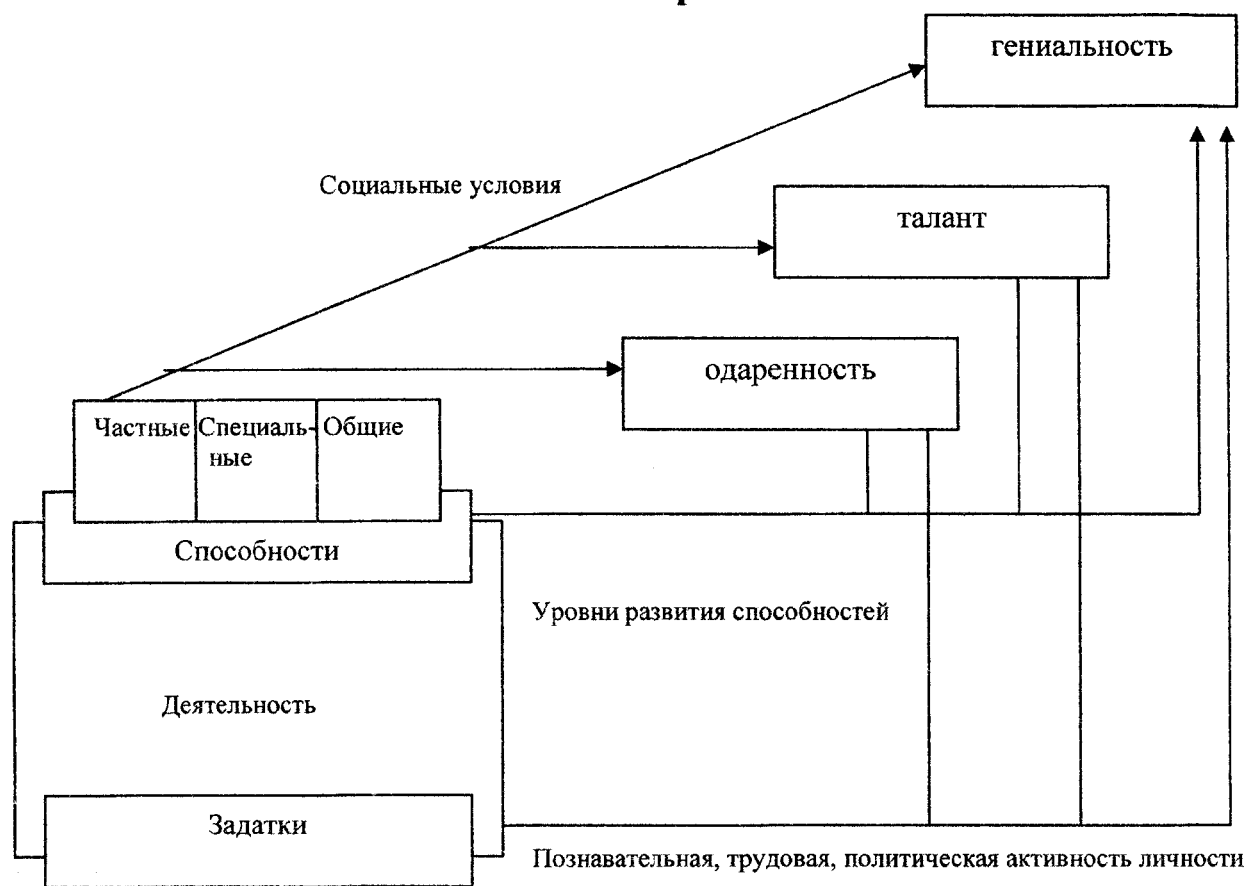 гениальность
Социальные условия
талант
одаренность
Частные Специаль- Общие
ные
Способности
Уровни развития способностей
Деятельность
Задатки
Познавательная, трудовая, политическая активность личности